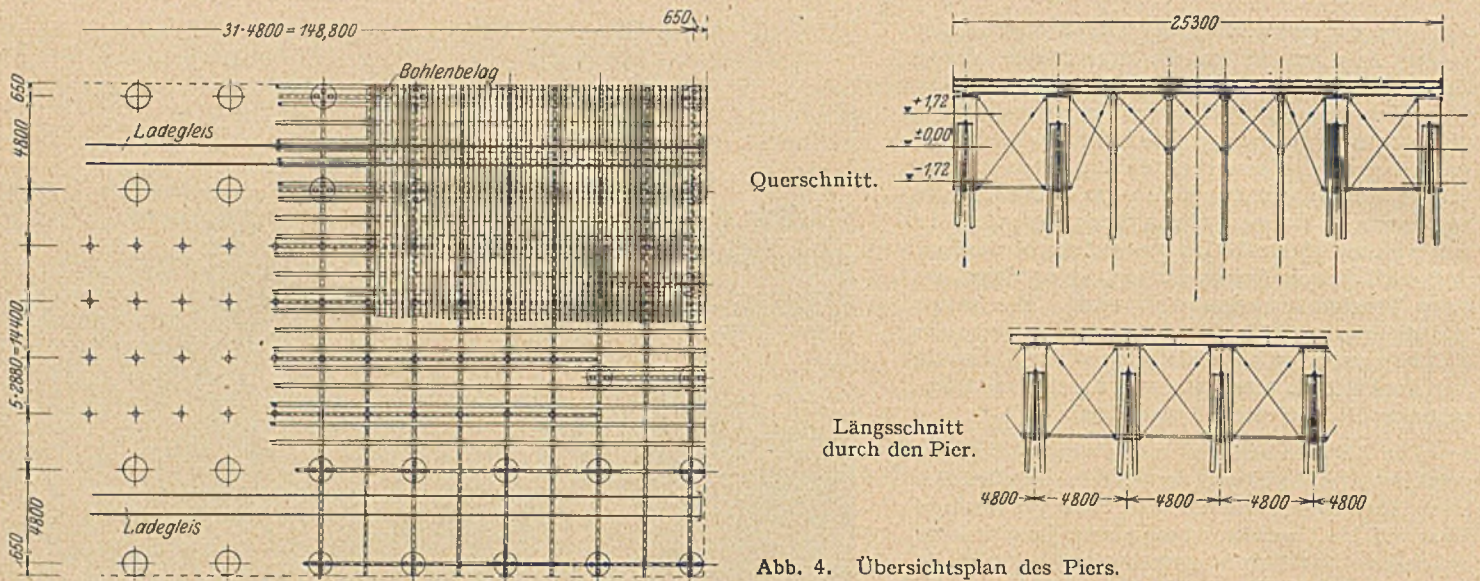 31·4800=148,800
650
650
4800
Ladegleis
Bohlenbelag
5·2880=14400
4800
650
Ladegleis
25300
+1,72
±0,00
-1,72
Querschnitt.
Längsschnitt
durch den Pier.
4800 4800 4800 4800 4800
Abb. 4. Übersichtsplan des Piers.